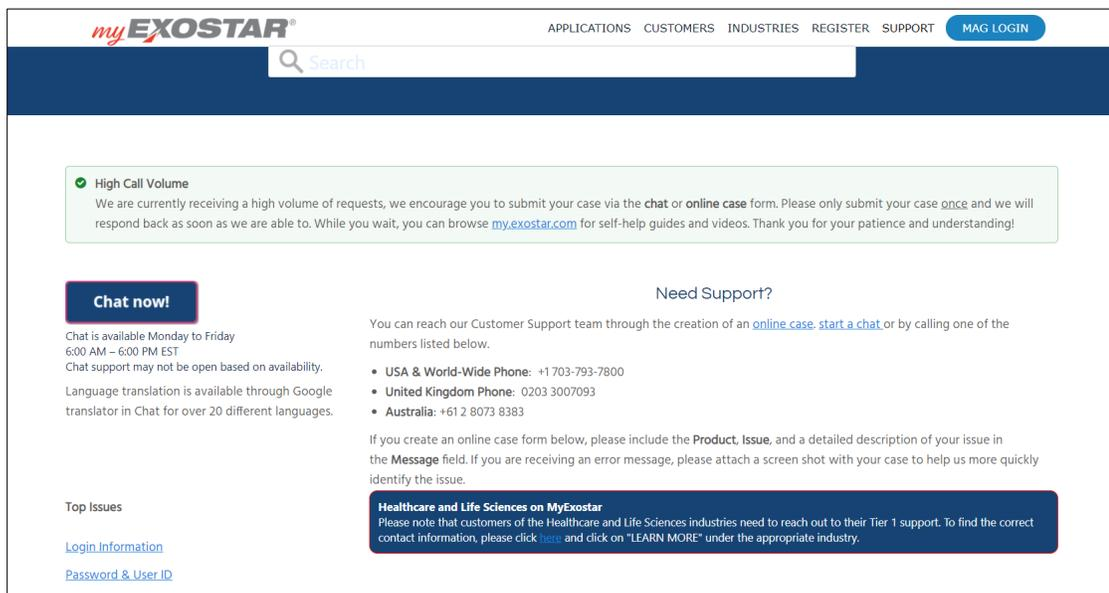 myEXOSTAR®
APPLICATIONS CUSTOMERS INDUSTRIES REGISTER SUPPORT MAG LOGIN
Search
High Call Volume
We are currently receiving a high volume of requests, we encourage you to submit your case via the chat or online case form. Please only submit your case once and we will
respond back as soon as we are able to. While you wait, you can browse my.exostar.com for self-help guides and videos. Thank you for your patience and understanding!
Chat now!
Chat is available Monday to Friday
6:00 AM – 6:00 PM EST
Chat support may not be open based on availability.
Language translation is available through Google
translator in Chat for over 20 different languages.
Top Issues
Login Information
Password & User ID
Need Support?
You can reach our Customer Support team through the creation of an online case. start a chat or by calling one of the
numbers listed below.
• USA & World-Wide Phone: +1 703-793-7800
• United Kingdom Phone: 0203 3007093
• Australia: +61 2 8073 8383
If you create an online case form below, please include the Product, Issue, and a detailed description of your issue in
the Message field. If you are receiving an error message, please attach a screen shot with your case to help us more quickly
identify the issue.
Healthcare and Life Sciences on MyExostar
Please note that customers of the Healthcare and Life Sciences industries need to reach out to their Tier 1 support. To find the correct
contact information, please click here and click on "LEARN MORE" under the appropriate industry.